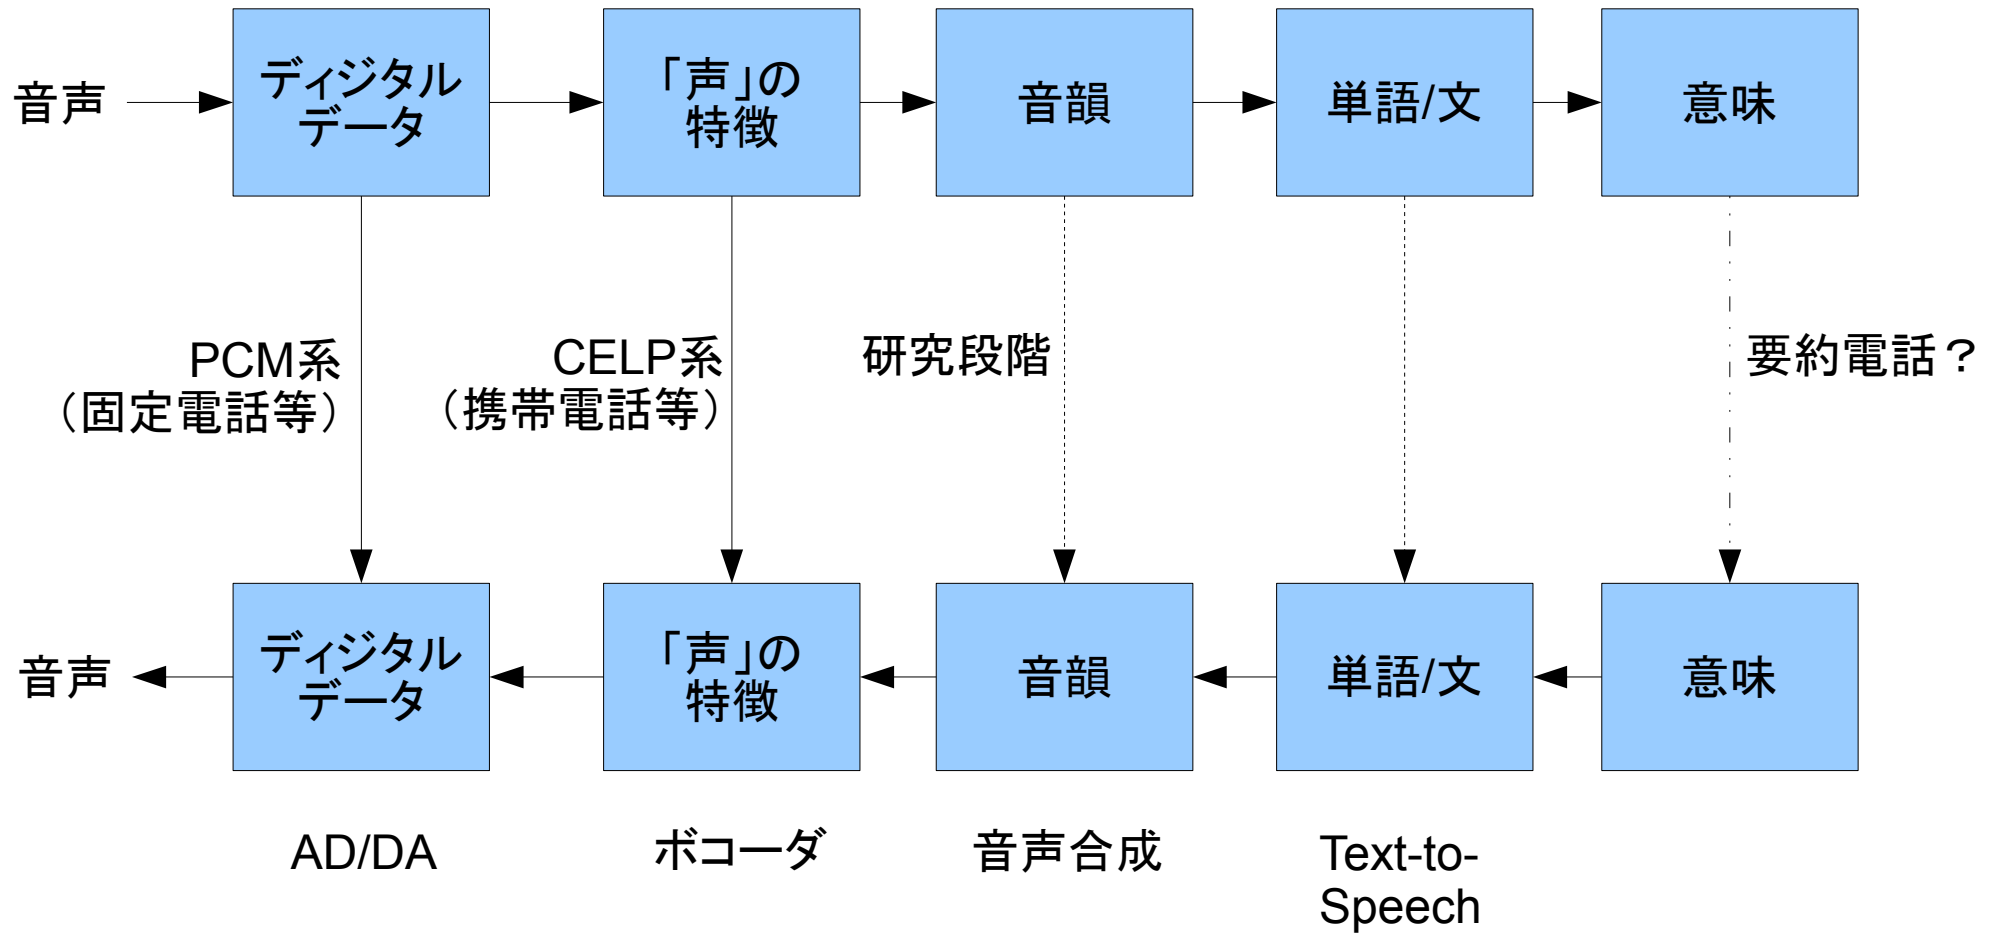 音声
ディジタル
データ
「声」の
特徴
音韻
単語/文
意味
PCM系
（固定電話等）
CELP系
（携帯電話等）
研究段階
要約電話？
音声
ディジタル
データ
「声」の
特徴
音韻
単語/文
意味
AD/DA
ボコーダ
音声合成
Text-to-
Speech